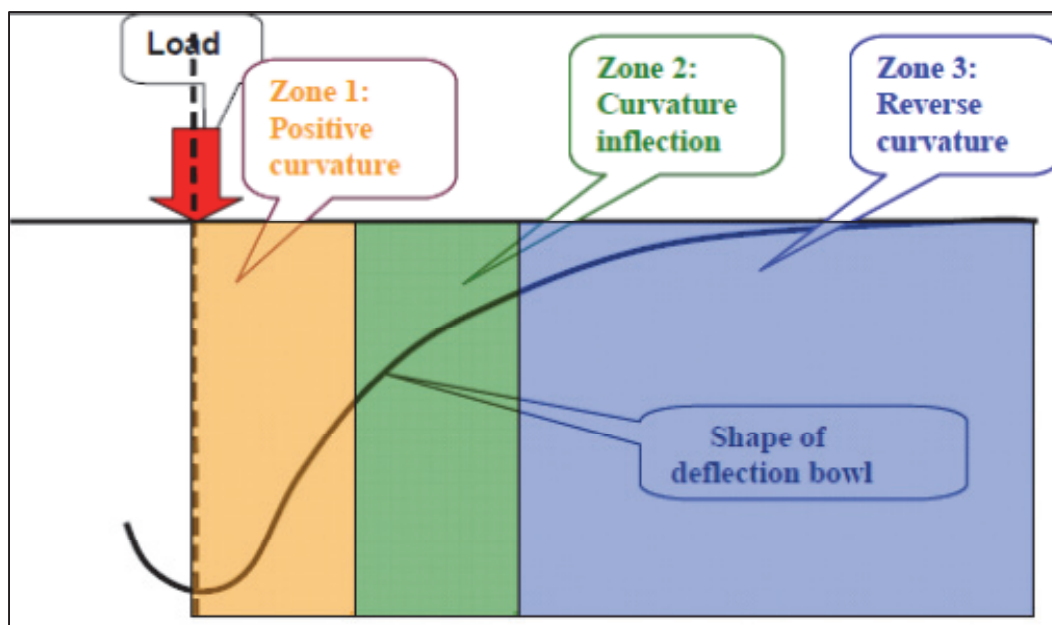 Load
Zone 1:
Positive
curvature
Zone 2:
Curvature
inflection
Zone 3:
Reverse
curvature
Shape of
deflection bowl